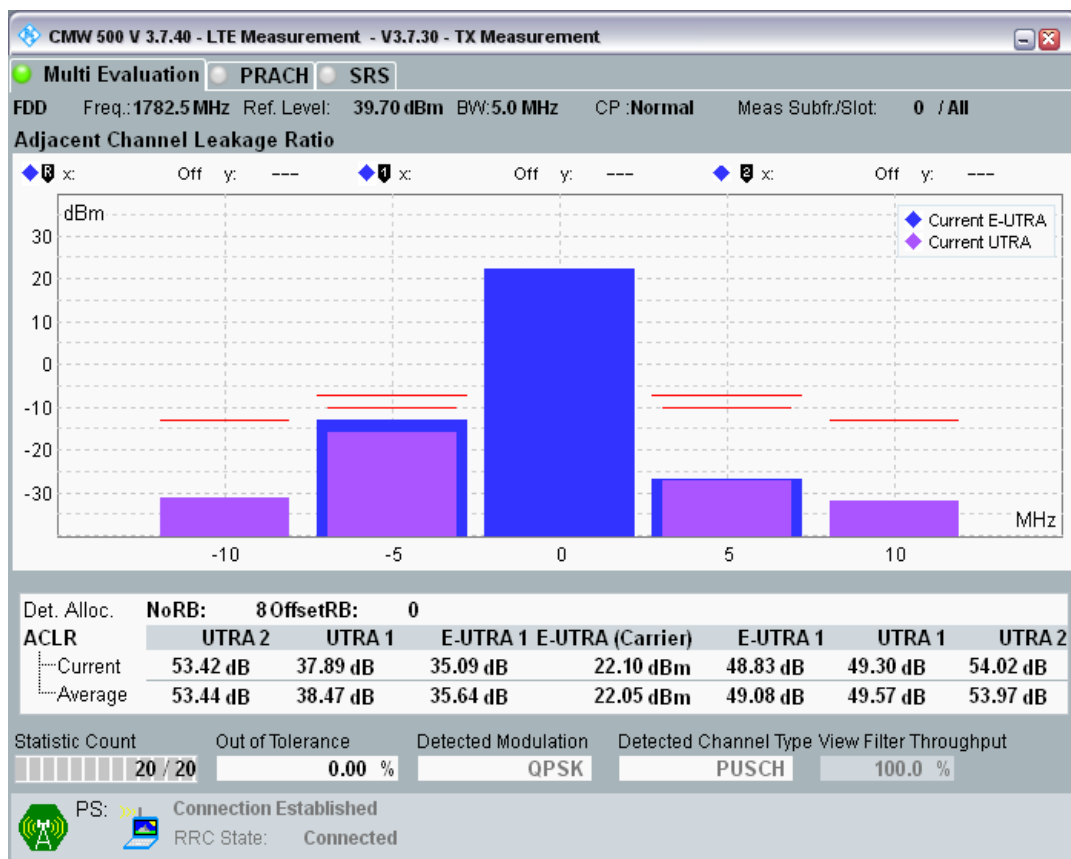 CMW 500 V 3.7.40 - LTE Measurement - V3.7.30 - TX Measurement
Multi Evaluation PRACH SRS
FDD Freq.: 1782.5 MHz Ref. Level: 39.70 dBm BW: 5.0 MHz CP : Normal Meas Subfr./Slot: 0 / All
Adjacent Channel Leakage Ratio
R x: Off y: --- 1 x: Off y: --- 2 x: Off y: ---
dBm
Current E-UTRA
Current UTRA
30
20
10
0
-10
-20
-30
MHz
-10 -5 0 5 10
Det. Alloc. NoRB: 8 OffsetRB: 0
ACLR UTRA 2 UTRA 1 E-UTRA 1 E-UTRA (Carrier) E-UTRA 1 UTRA 1 UTRA 2
Current 53.42 dB 37.89 dB 35.09 dB 22.10 dBm 48.83 dB 49.30 dB 54.02 dB
Average 53.44 dB 38.47 dB 35.64 dB 22.05 dBm 49.08 dB 49.57 dB 53.97 dB
Statistic Count Out of Tolerance Detected Modulation Detected Channel Type View Filter Throughput
20 / 20 0.00 % QPSK PUSCH 100.0 %
PS: Connection Established
RRC State: Connected